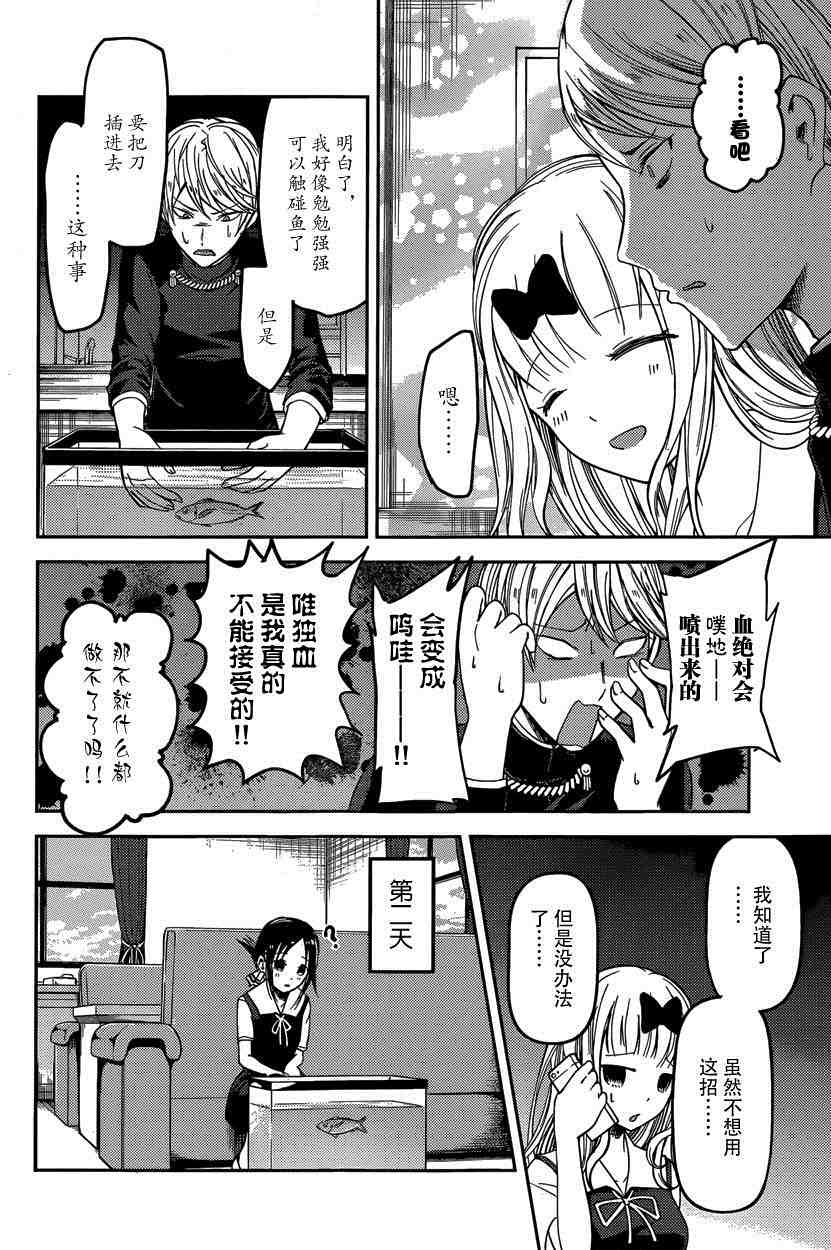 ……看吧
嗯……
明白了，
我好像勉勉强强
可以触碰鱼了
但是
要把刀
插进去
……这种事
血绝对会
噗地——
喷出来的
会变成
呜哇——!!
唯独血
是我真的
不能接受的!!
那不就什么都
做不了了吗!!
我知道了
……
虽然不想用
这招……
但是没办法
了……
第二天
?